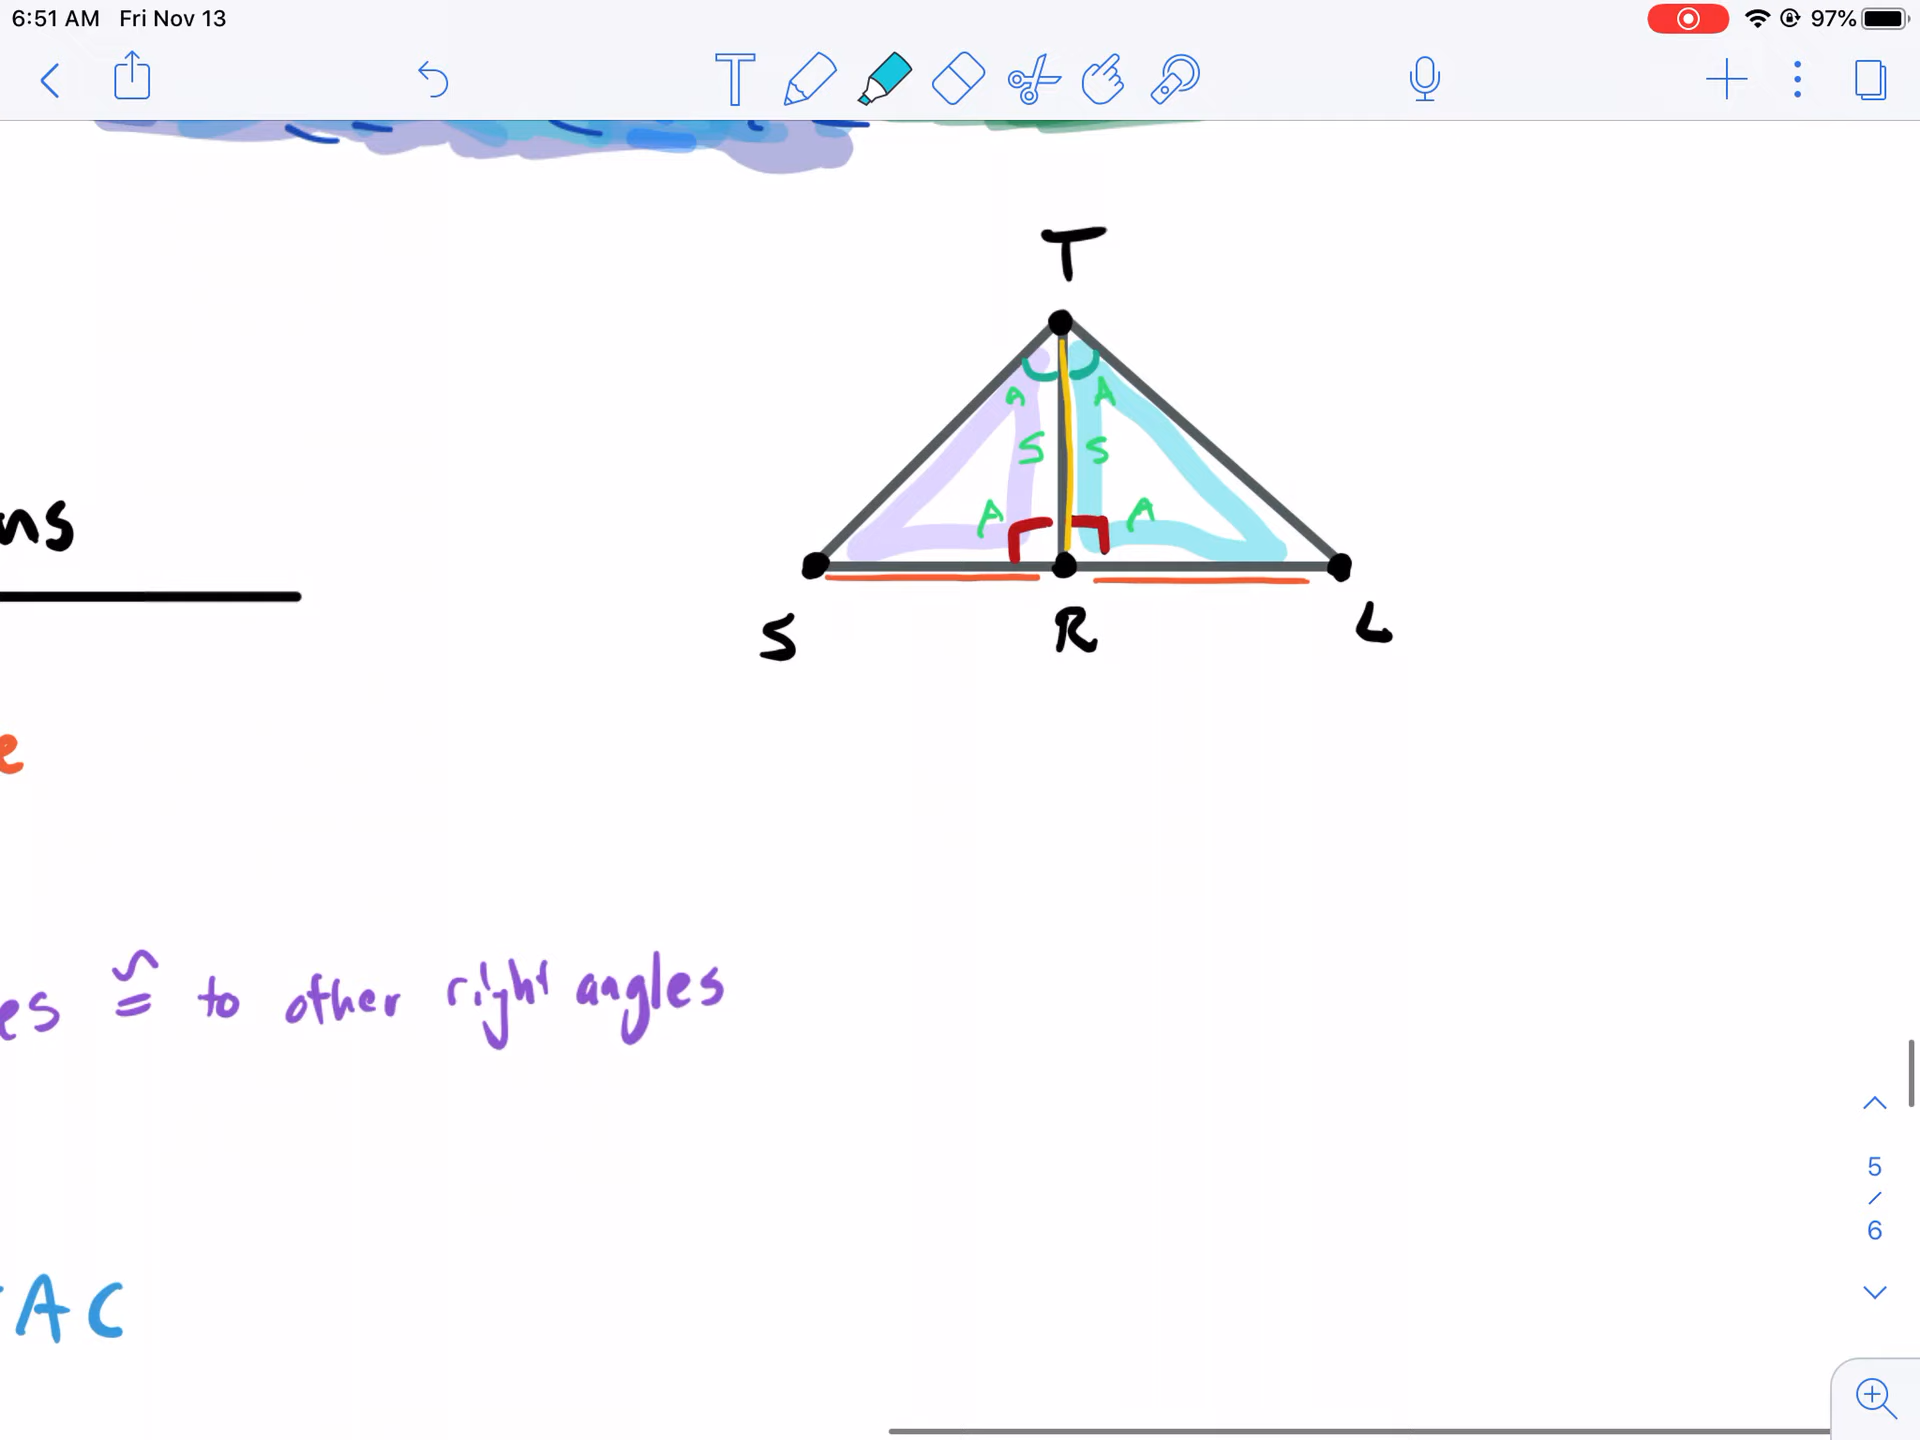 6:51 AM Fri Nov 13
97%
T
T
A A
S S
A A
S R L
ns
e
es ≅ to other right angles
AC
5
/
6